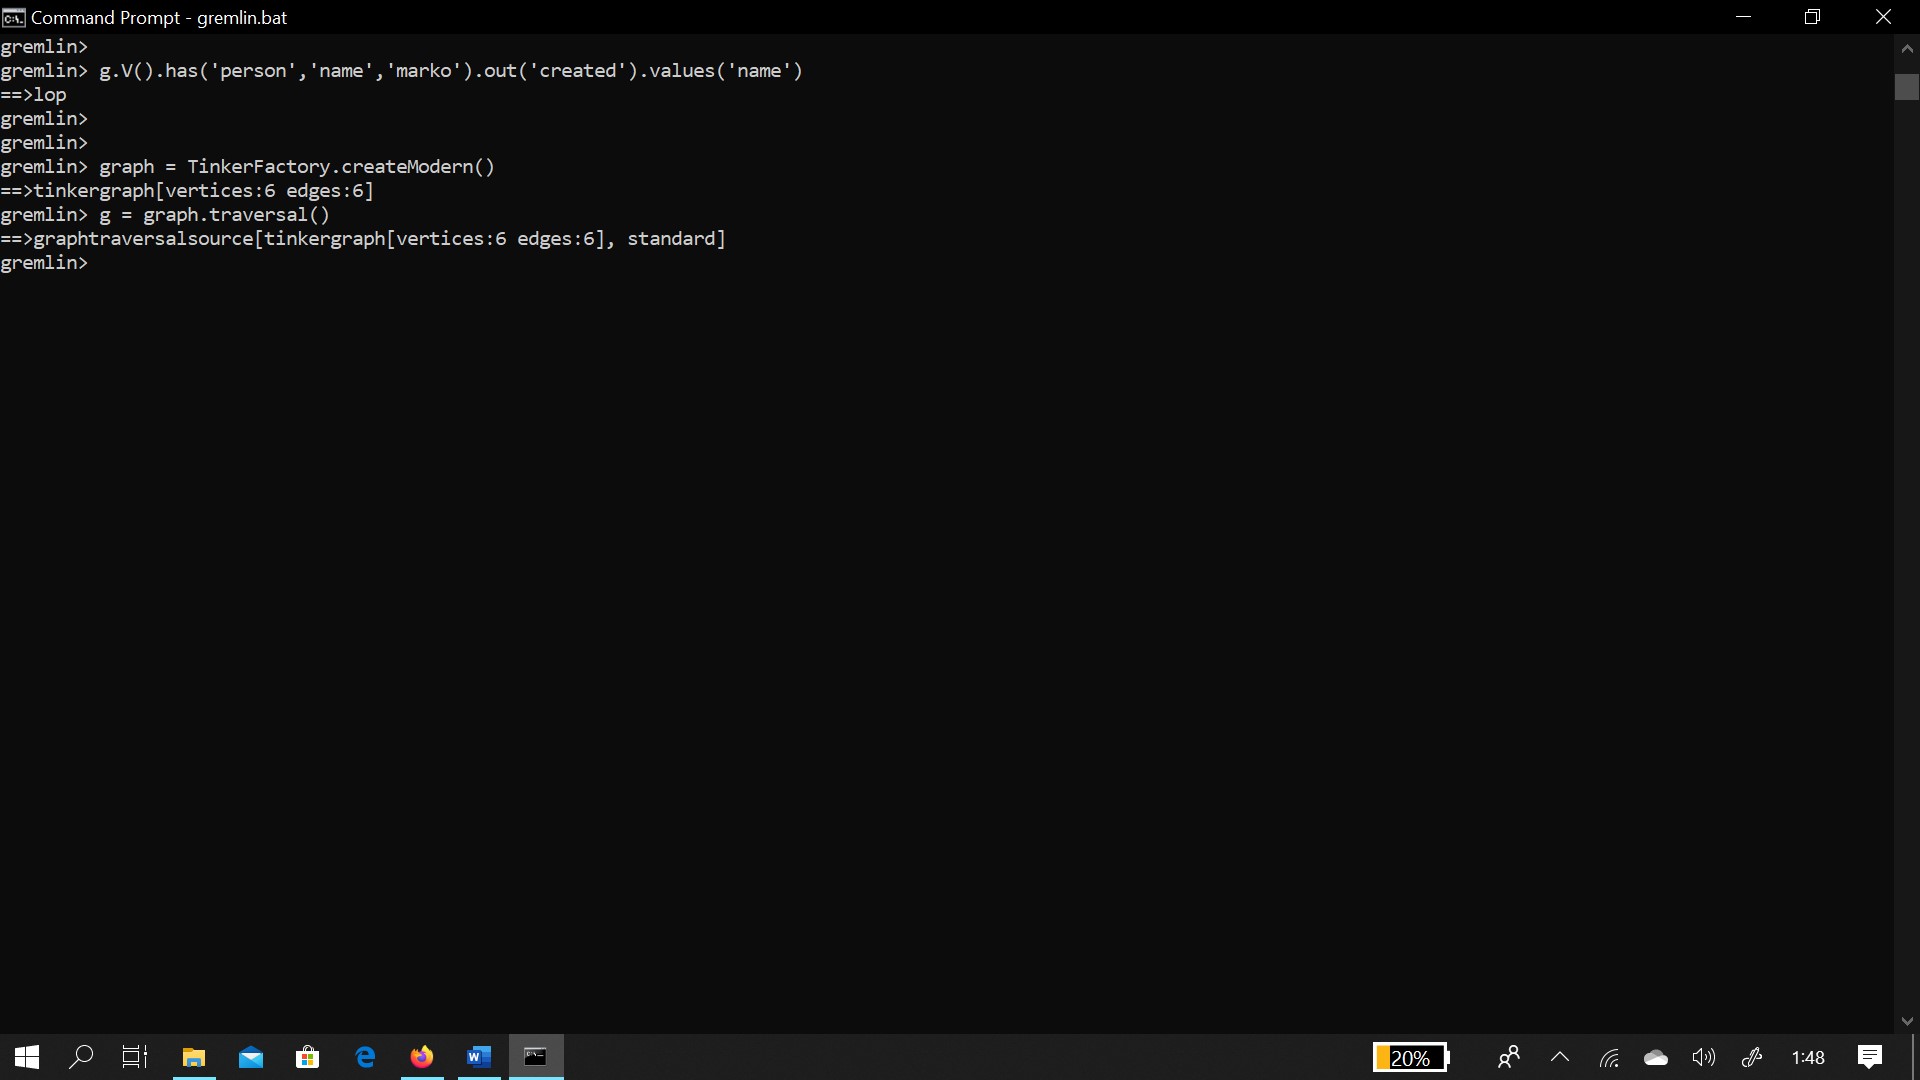 Command Prompt - gremlin.bat
gremlin>
gremlin> g.V().has('person','name','marko').out('created').values('name')
==>lop
gremlin>
gremlin>
gremlin> graph = TinkerFactory.createModern()
==>tinkergraph[vertices:6 edges:6]
gremlin> g = graph.traversal()
==>graphtraversalsource[tinkergraph[vertices:6 edges:6], standard]
gremlin>
20%
1:48